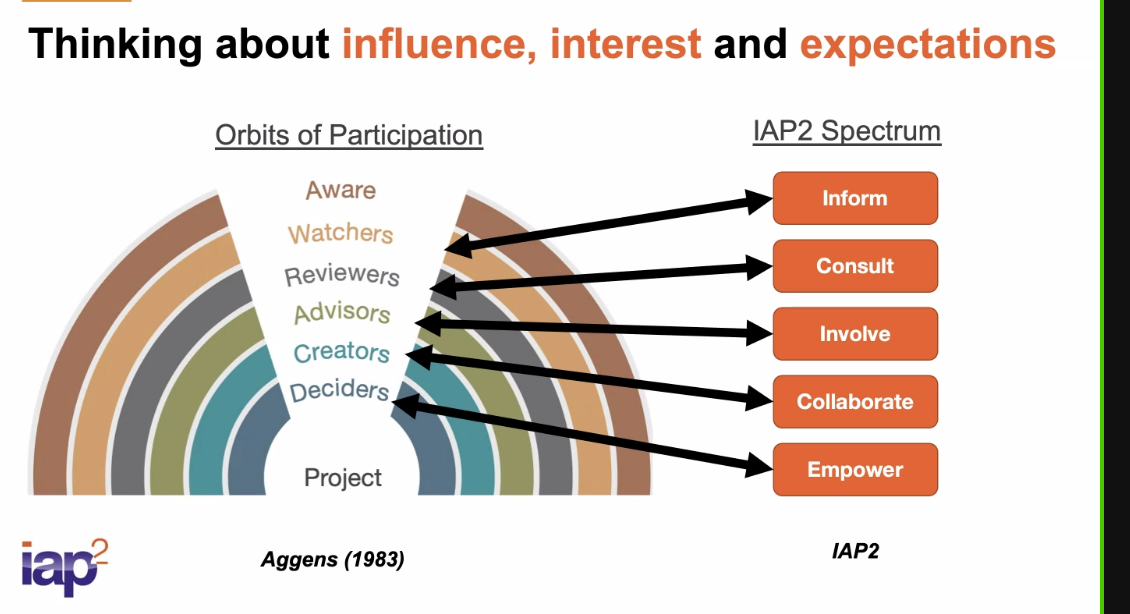 Thinking about influence, interest and expectations
Orbits of Participation
IAP2 Spectrum
Aware
Watchers
Reviewers
Advisors
Creators
Deciders
Project
Inform
Consult
Involve
Collaborate
Empower
iap2
Aggens (1983)
IAP2